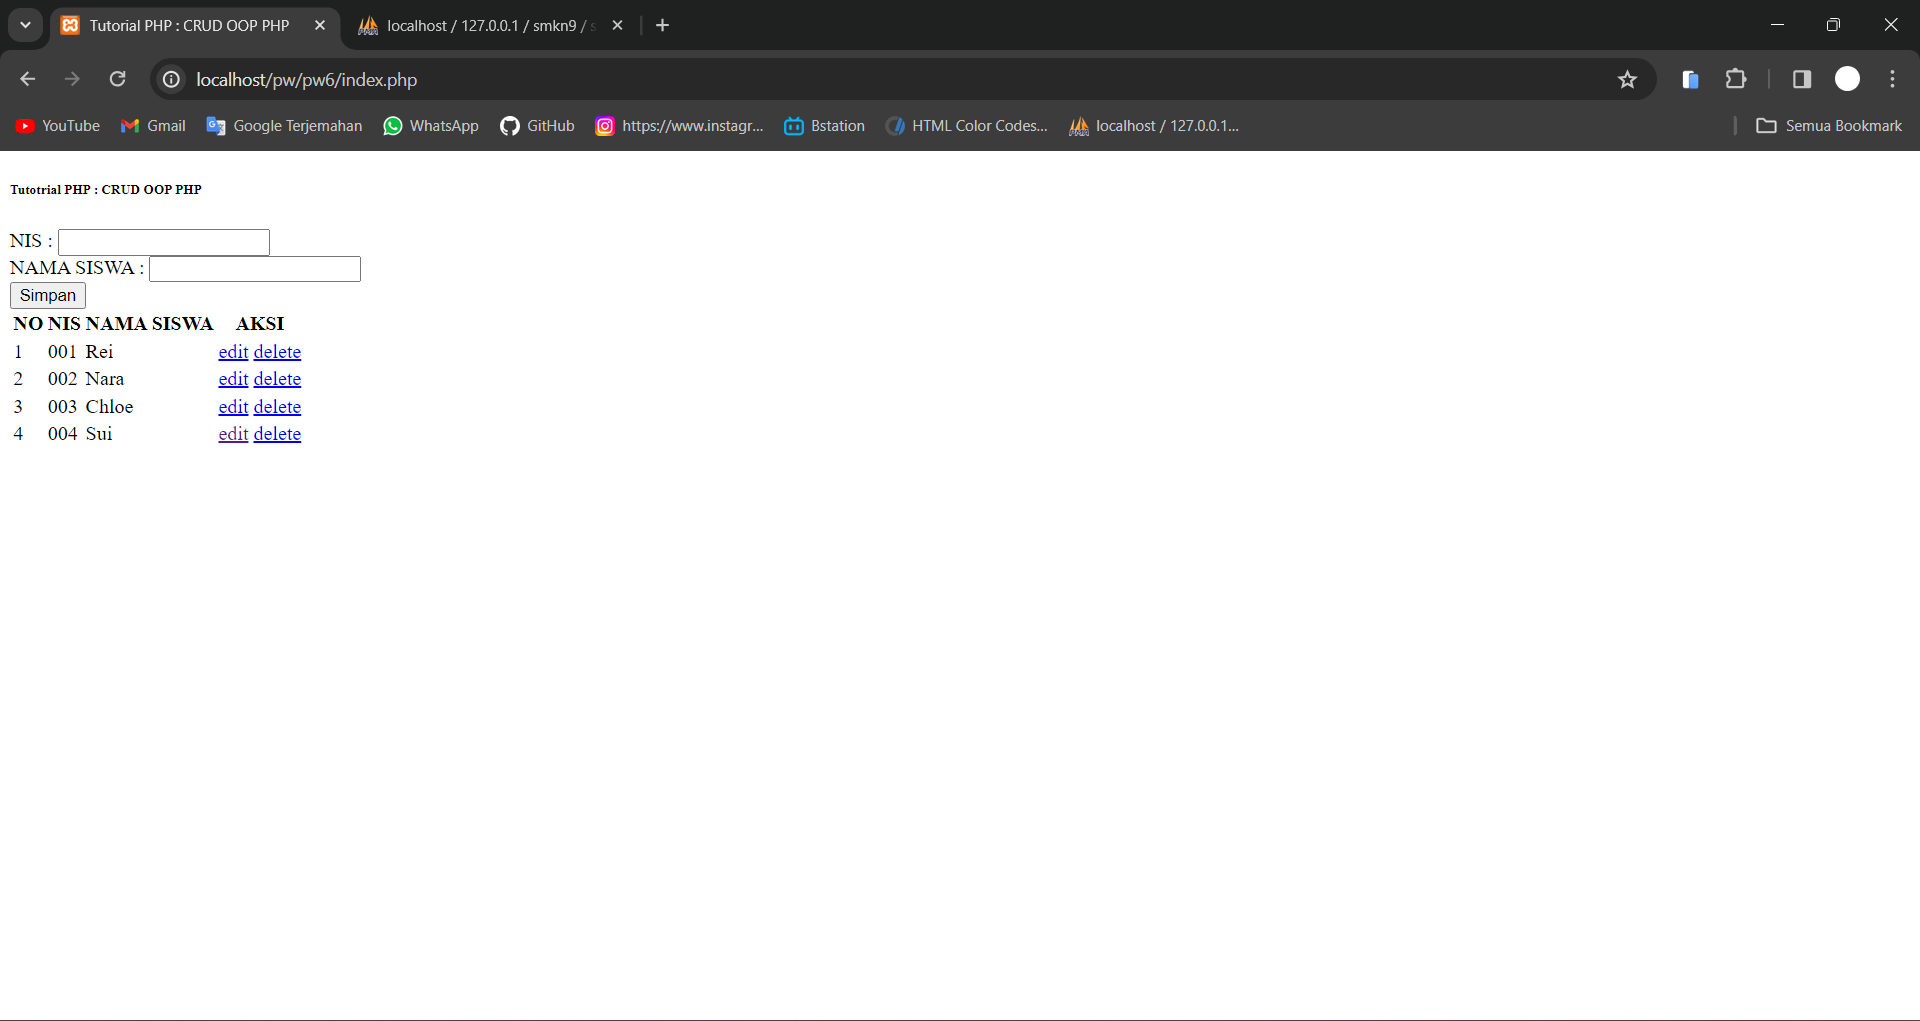 Tutorial PHP : CRUD OOP PHP
localhost / 127.0.0.1 / smkn9 /
localhost/pw/pw6/index.php
YouTube Gmail Google Terjemahan WhatsApp GitHub https://www.instagr... Bstation HTML Color Codes... localhost / 127.0.0.1... Semua Bookmark
Tutotrial PHP : CRUD OOP PHP
NIS :
NAMA SISWA :
Simpan
NO NIS NAMA SISWA AKSI
1 001 Rei edit delete
2 002 Nara edit delete
3 003 Chloe edit delete
4 004 Sui edit delete